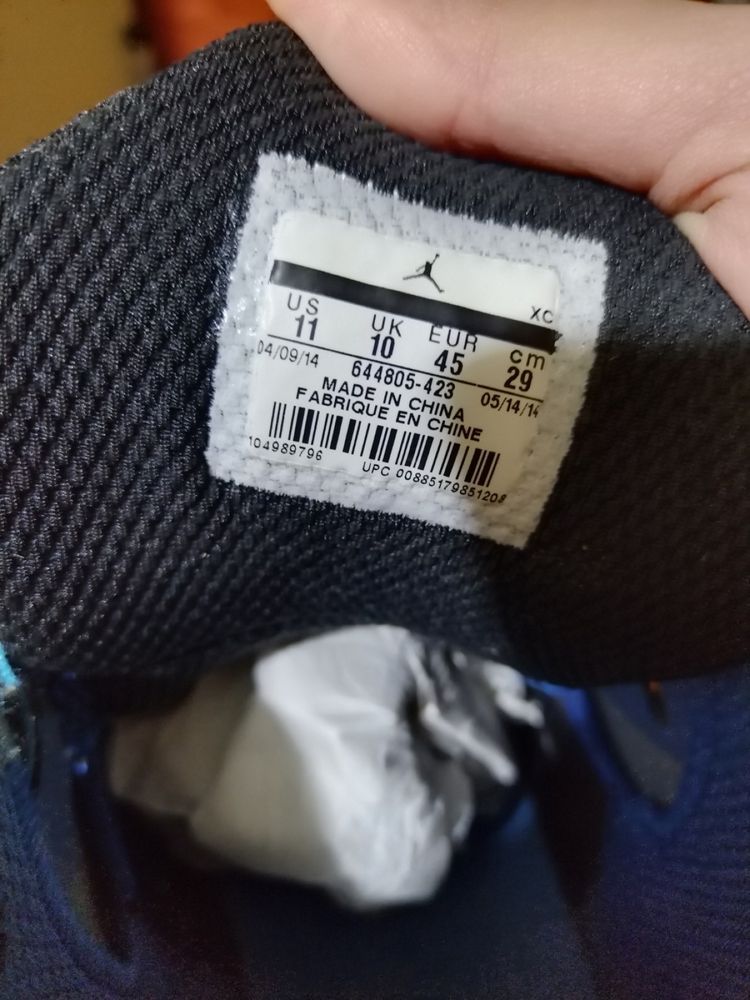 XC
US UK EUR cm
11 10 45 29
04/09/14 644805-423 05/14/14
MADE IN CHINA
FABRIQUE EN CHINE
104989796 UPC 00885179851208